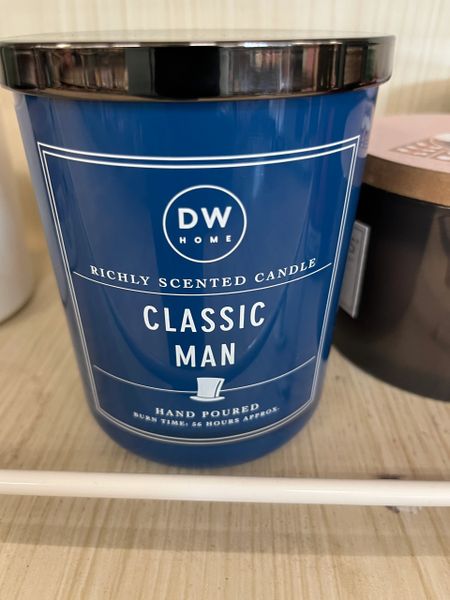 DW
HOME
RICHLY SCENTED CANDLE
CLASSIC
MAN
HAND POURED
BURN TIME: 56 HOURS APPROX.